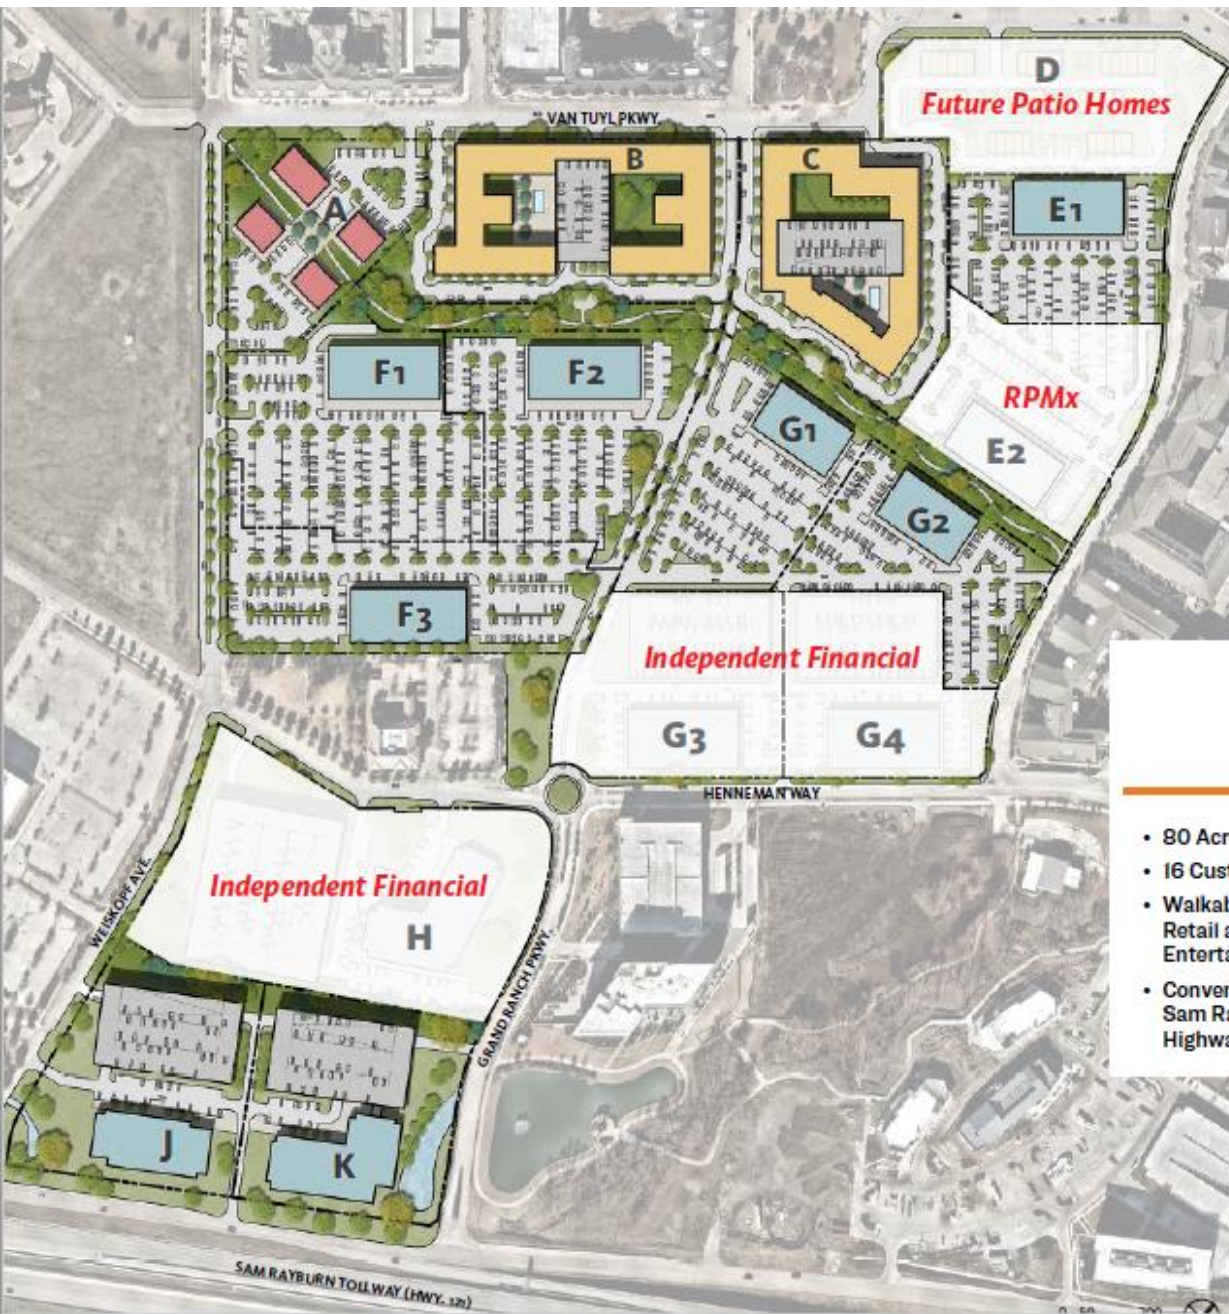 D
Future Patio Homes
VAN TUYL PKWY.
B
C
A
E1
F1
F2
RPMx
E2
G1
G2
F3
Independent Financial
G3
G4
HENNEMAN WAY
• 80 Acr
• 16 Cust
• Walkab
Retail a
Enterta
• Conver
Sam Ra
Highwa
WEISKOPF AVE.
Independent Financial
H
GRAND RANCH PKWY.
J
K
SAM RAYBURN TOLLWAY (HWY. 121)
0 50